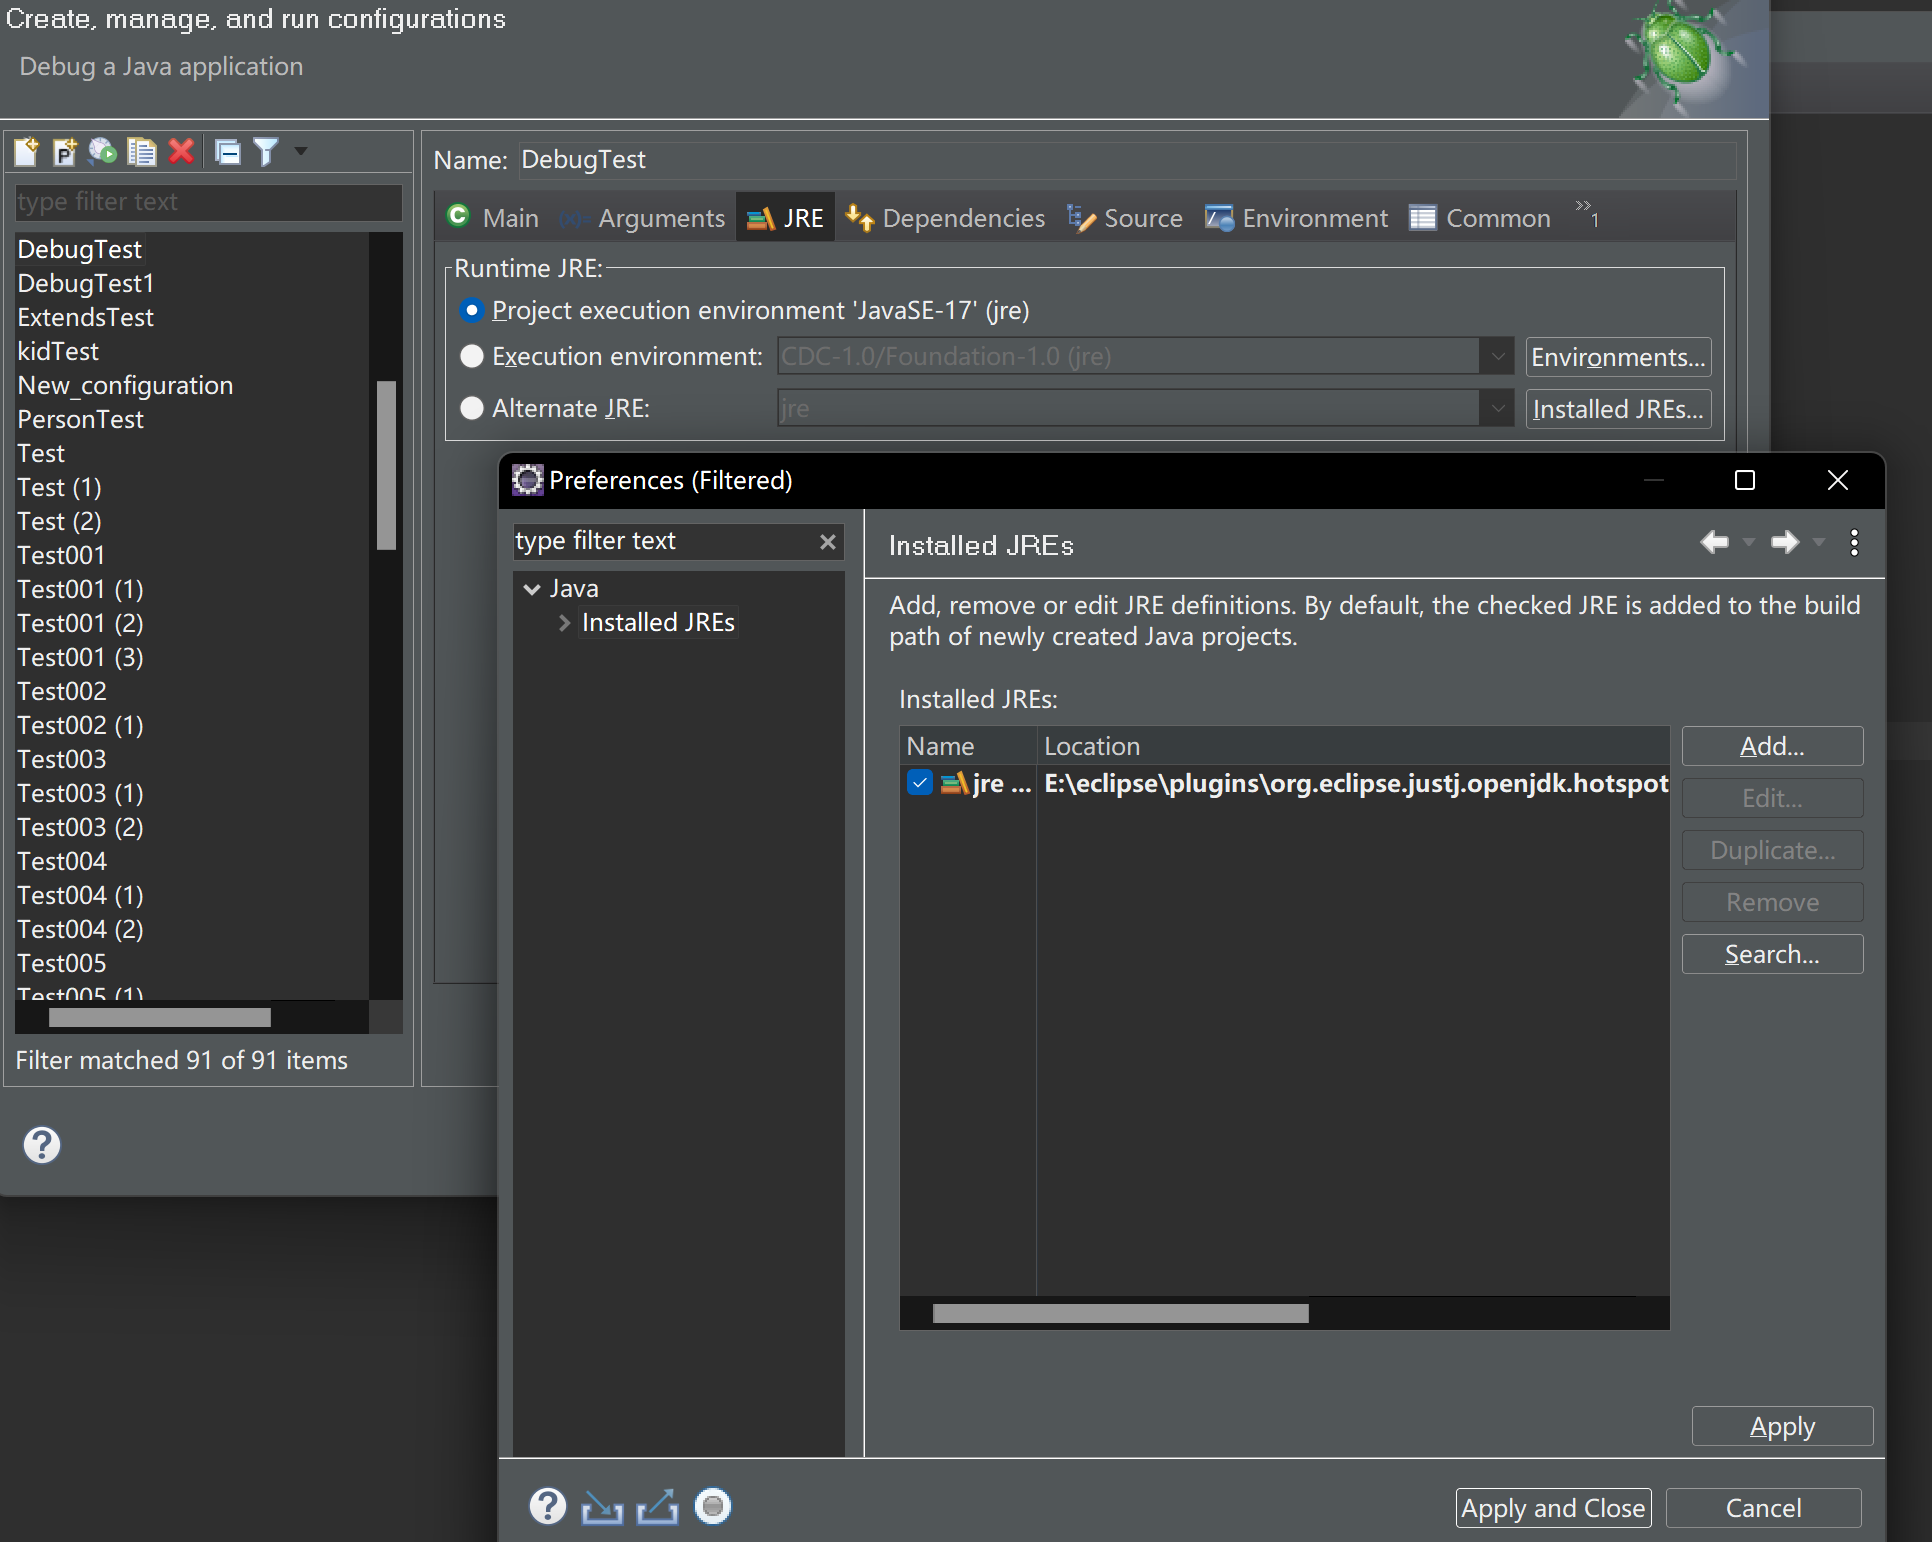 Create, manage, and run configurations
Debug a Java application
type filter text
DebugTest
DebugTest1
ExtendsTest
kidTest
New_configuration
PersonTest
Test
Test (1)
Test (2)
Test001
Test001 (1)
Test001 (2)
Test001 (3)
Test002
Test002 (1)
Test003
Test003 (1)
Test003 (2)
Test004
Test004 (1)
Test004 (2)
Test005
Test005 (1)
Filter matched 91 of 91 items
Name: DebugTest
Main (x)= Arguments JRE Dependencies Source Environment Common »1
Runtime JRE:
Project execution environment 'JavaSE-17' (jre)
Execution environment: CDC-1.0/Foundation-1.0 (jre) Environments...
Alternate JRE: jre Installed JREs...
Preferences (Filtered)
type filter text
Java
Installed JREs
Installed JREs
Add, remove or edit JRE definitions. By default, the checked JRE is added to the build
path of newly created Java projects.
Installed JREs:
Name Location
jre ... E:\eclipse\plugins\org.eclipse.justj.openjdk.hotspot
Add...
Edit...
Duplicate...
Remove
Search...
Apply
Apply and Close Cancel